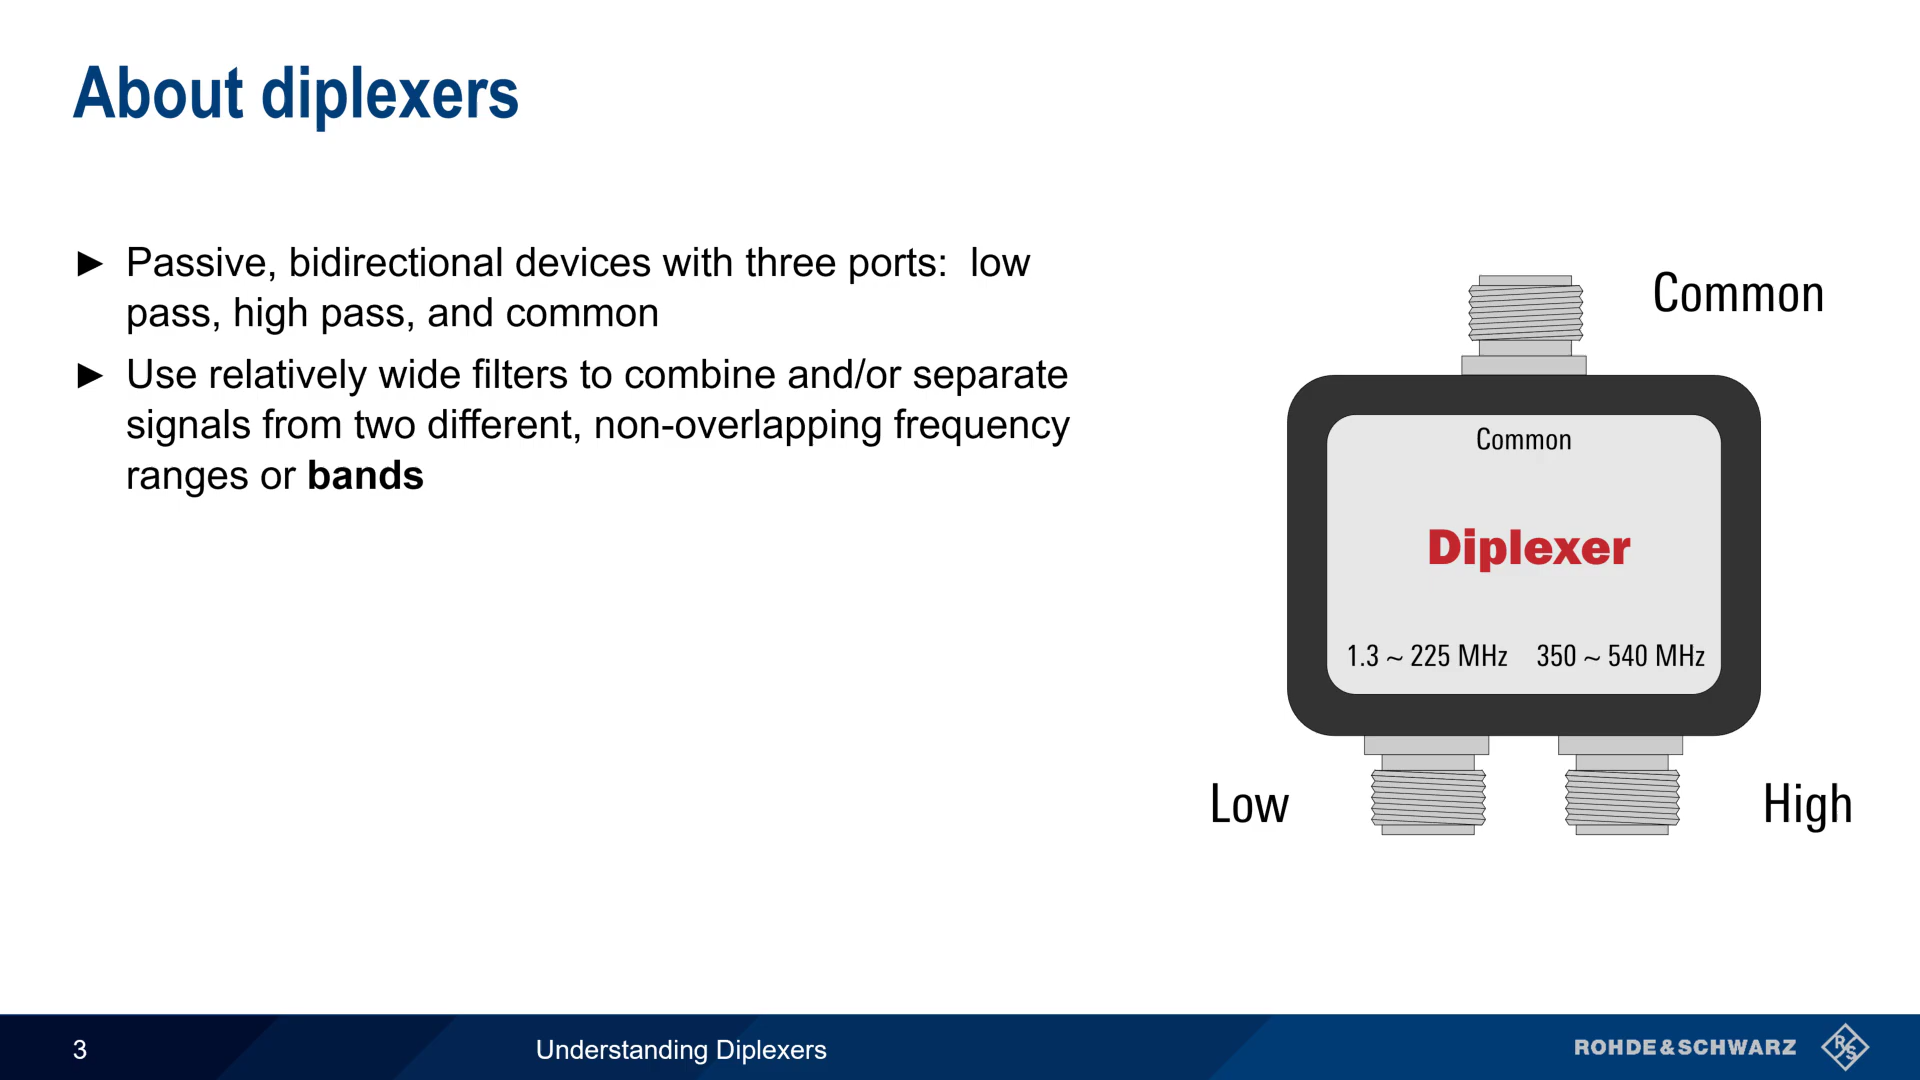 About diplexers
► Passive, bidirectional devices with three ports:  low
pass, high pass, and common
► Use relatively wide filters to combine and/or separate
signals from two different, non-overlapping frequency
ranges or bands
Common
Common
Diplexer
1.3 ~ 225 MHz 350 ~ 540 MHz
Low
High
3
Understanding Diplexers
ROHDE&SCHWARZ
R&S